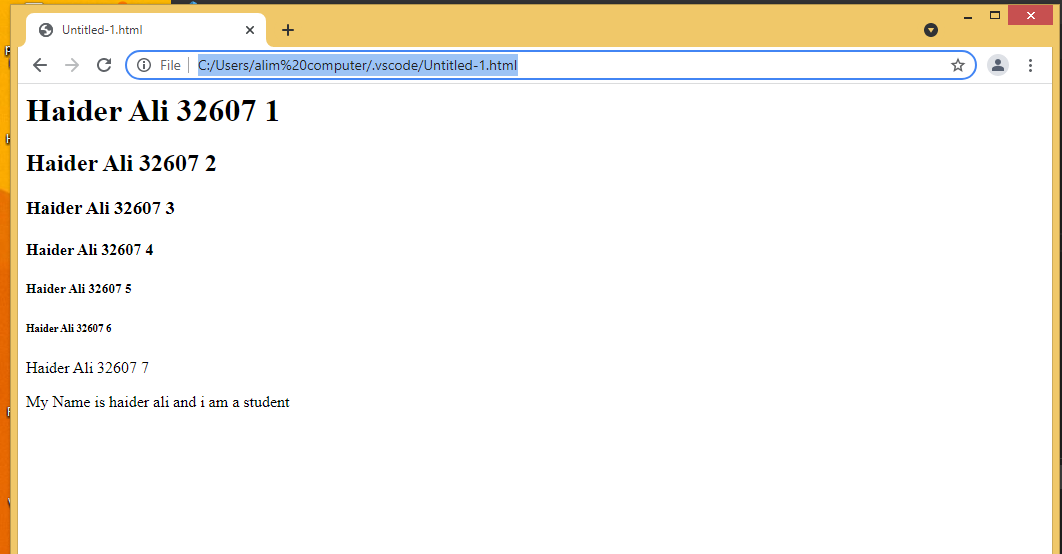 Untitled-1.html
File C:/Users/alim%20computer/.vscode/Untitled-1.html
Haider Ali 32607 1
Haider Ali 32607 2
Haider Ali 32607 3
Haider Ali 32607 4
Haider Ali 32607 5
Haider Ali 32607 6
Haider Ali 32607 7
My Name is haider ali and i am a student